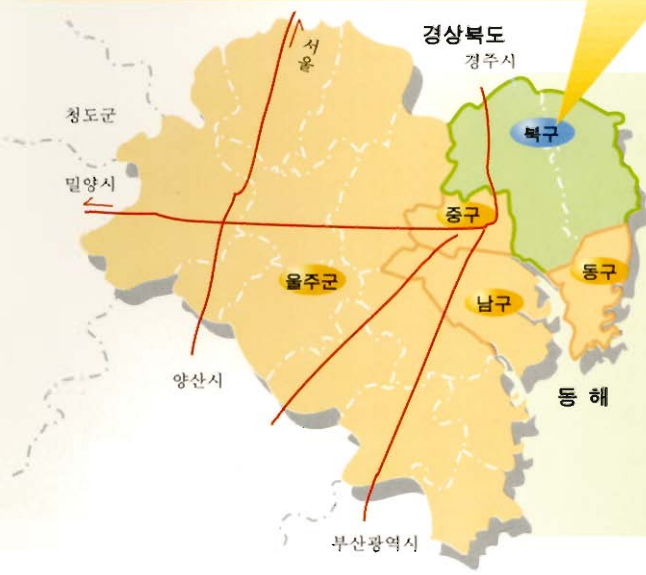 서울
경상북도
경주시
청도군
북구
밀양시
중구
동구
울주군
남구
양산시
동 해
부산광역시